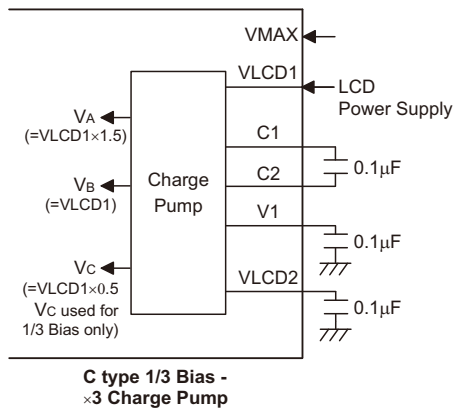 VMAX
VLCD1
LCD
Power Supply
VA
(=VLCD1×1.5)
C1
0.1μF
C2
VB
(=VLCD1)
Charge
Pump
V1
0.1μF
VC
(=VLCD1×0.5
VC used for
1/3 Bias only)
VLCD2
0.1μF
C type 1/3 Bias -
×3 Charge Pump